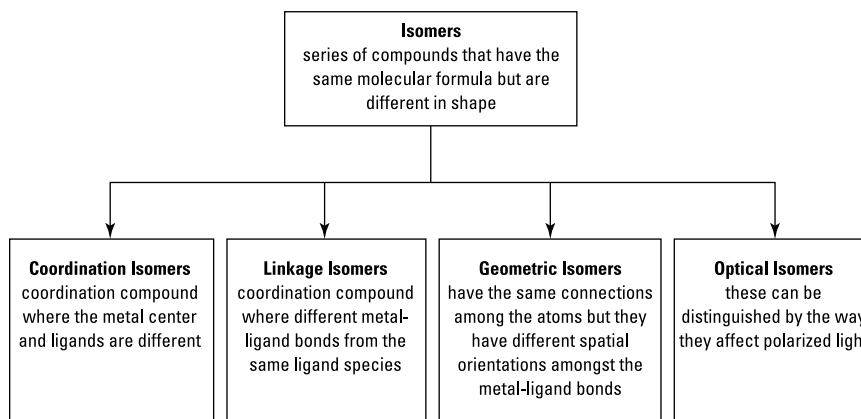 Isomers
series of compounds that have the
same molecular formula but are
different in shape
Coordination Isomers
coordination compound
where the metal center
and ligands are different
Linkage Isomers
coordination compound
where different metal-
ligand bonds from the
same ligand species
Geometric Isomers
have the same connections
among the atoms but they
have different spatial
orientations amongst the
metal-ligand bonds
Optical Isomers
these can be
distinguished by the way
they affect polarized light